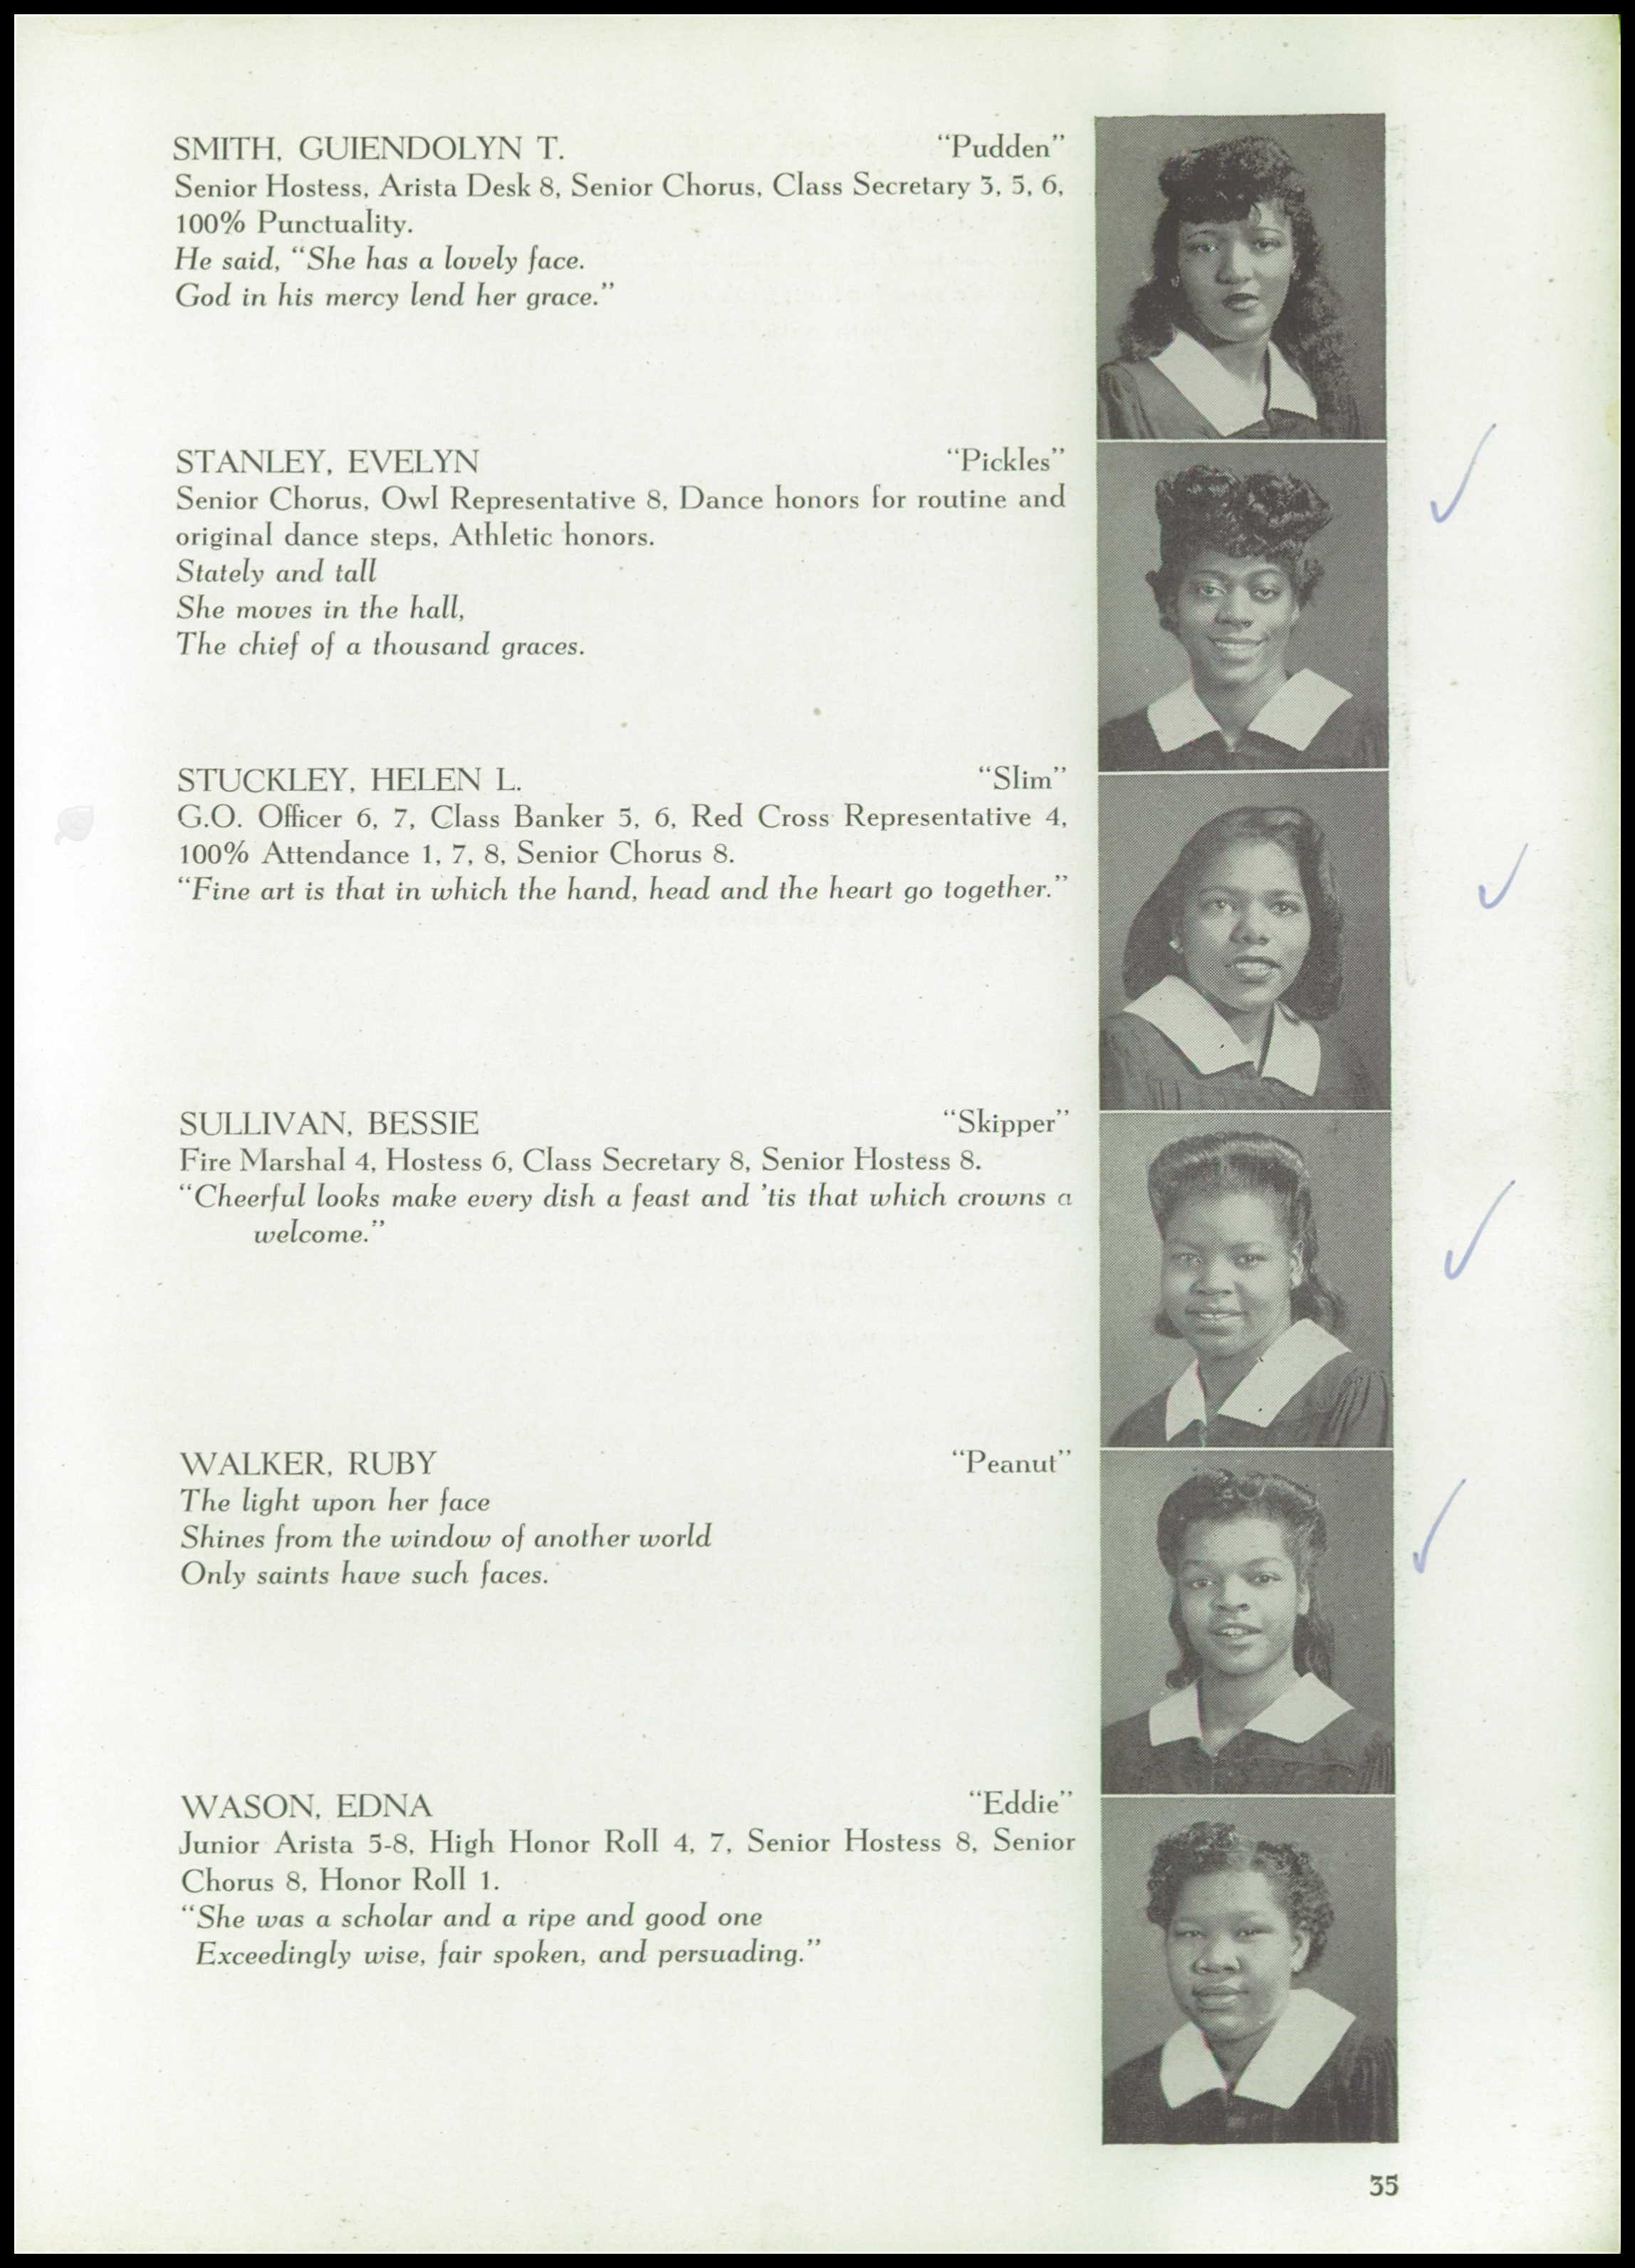 SMITH, GUIENDOLYN T. "Pudden"
Senior Hostess, Arista Desk 8, Senior Chorus, Class Secretary 3, 5, 6,
100% Punctuality.
He said, "She has a lovely face.
God in his mercy lend her grace."
STANLEY, EVELYN "Pickles"
Senior Chorus, Owl Representative 8, Dance honors for routine and
original dance steps, Athletic honors.
Stately and tall
She moves in the hall,
The chief of a thousand graces.
STUCKLEY, HELEN L. "Slim"
G.O. Officer 6, 7, Class Banker 5, 6, Red Cross Representative 4,
100% Attendance 1, 7, 8, Senior Chorus 8.
"Fine art is that in which the hand, head and the heart go together."
SULLIVAN, BESSIE "Skipper"
Fire Marshal 4, Hostess 6, Class Secretary 8, Senior Hostess 8.
"Cheerful looks make every dish a feast and 'tis that which crowns a
welcome."
WALKER, RUBY "Peanut"
The light upon her face
Shines from the window of another world
Only saints have such faces.
WASON, EDNA "Eddie"
Junior Arista 5-8, High Honor Roll 4, 7, Senior Hostess 8, Senior
Chorus 8, Honor Roll 1.
"She was a scholar and a ripe and good one
Exceedingly wise, fair spoken, and persuading."
35